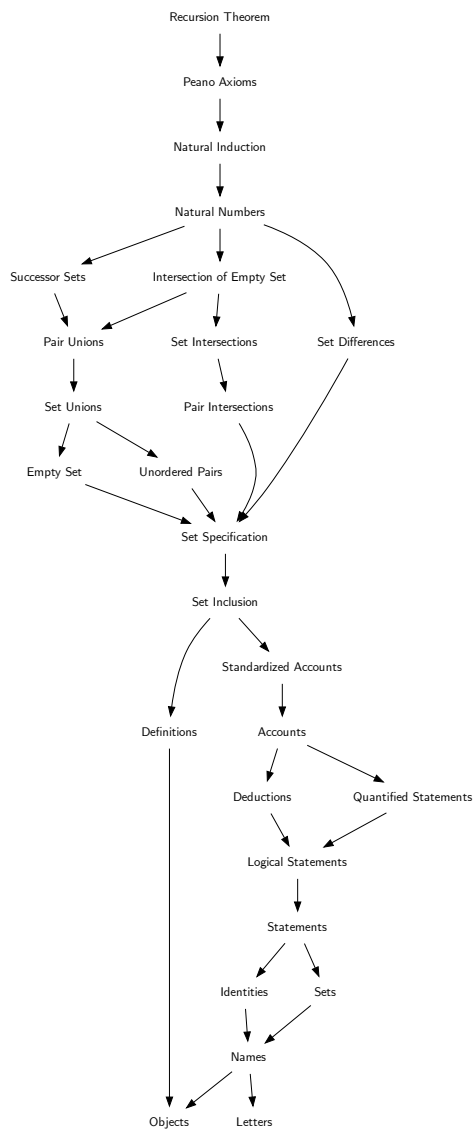 Recursion Theorem
Peano Axioms
Natural Induction
Natural Numbers
Successor Sets
Intersection of Empty Set
Pair Unions
Set Intersections
Set Differences
Set Unions
Pair Intersections
Empty Set
Unordered Pairs
Set Specification
Set Inclusion
Standardized Accounts
Definitions
Accounts
Deductions
Quantified Statements
Logical Statements
Statements
Identities
Sets
Names
Objects
Letters